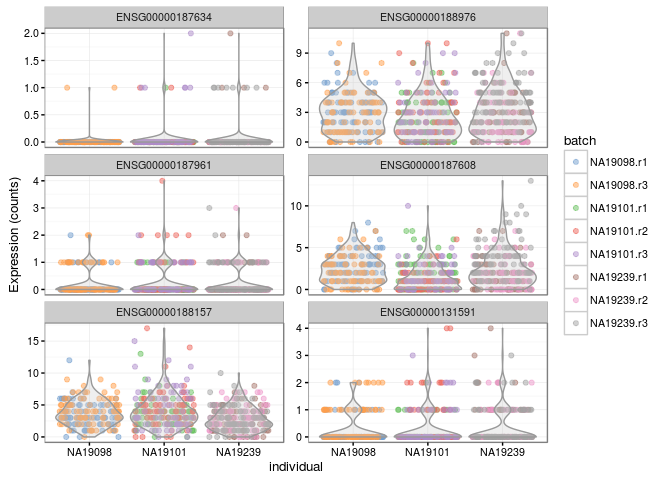 ENSG00000187634
ENSG00000188976
2.0
1.5
1.0
0.5
0.0
9
6
3
0
ENSG00000187961
ENSG00000187608
4
3
2
1
0
10
5
0
ENSG00000188157
ENSG00000131591
15
10
5
0
4
3
2
1
0
NA19098
NA19101
NA19239
NA19098
NA19101
NA19239
individual
Expression (counts)
batch
NA19098.r1
NA19098.r3
NA19101.r1
NA19101.r2
NA19101.r3
NA19239.r1
NA19239.r2
NA19239.r3